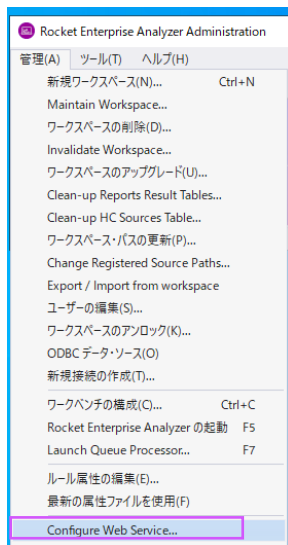 Rocket Enterprise Analyzer Administration
管理(A) ツール(T) ヘルプ(H)
新規ワークスペース(N)... Ctrl+N
Maintain Workspace...
ワークスペースの削除(D)...
Invalidate Workspace...
ワークスペースのアップグレード(U)...
Clean-up Reports Result Tables...
Clean-up HC Sources Table...
ワークスペース・パスの更新(P)...
Change Registered Source Paths...
Export / Import from workspace
ユーザーの編集(S)...
ワークスペースのアンロック(K)...
ODBC データ・ソース(O)
新規接続の作成(T)...
ワークベンチの構成(C)... Ctrl+C
Rocket Enterprise Analyzer の起動 F5
Launch Queue Processor... F7
ルール属性の編集(E)...
最新の属性ファイルを使用(F)
Configure Web Service...